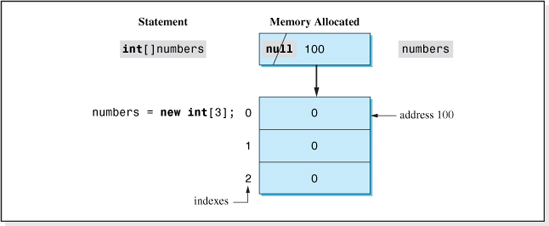 Statement Memory Allocated
int[]numbers null 100 numbers
numbers = new int[3]; 0 0 address 100
1 0
2 0
indexes